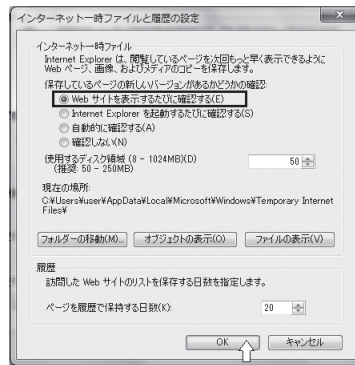 インターネット一時ファイルと履歴の設定
インターネット一時ファイル
Internet Explorer は、閲覧しているページを次回もっと早く表示できるように
Web ページ、画像、およびメディアのコピーを保存します。
保存しているページの新しいバージョンがあるかどうかの確認:
Web サイトを表示するたびに確認する(E)
Internet Explorer を起動するたびに確認する(S)
自動的に確認する(A)
確認しない(N)
使用するディスク領域 (8 - 1024MB)(D) 50
(推奨: 50 - 250MB)
現在の場所:
C:¥Users¥user¥AppData¥Local¥Microsoft¥Windows¥Temporary Internet
Files¥
フォルダーの移動(M)... オブジェクトの表示(O) ファイルの表示(V)
履歴
訪問した Web サイトのリストを保存する日数を指定します。
ページを履歴で保持する日数(K): 20
OK キャンセル